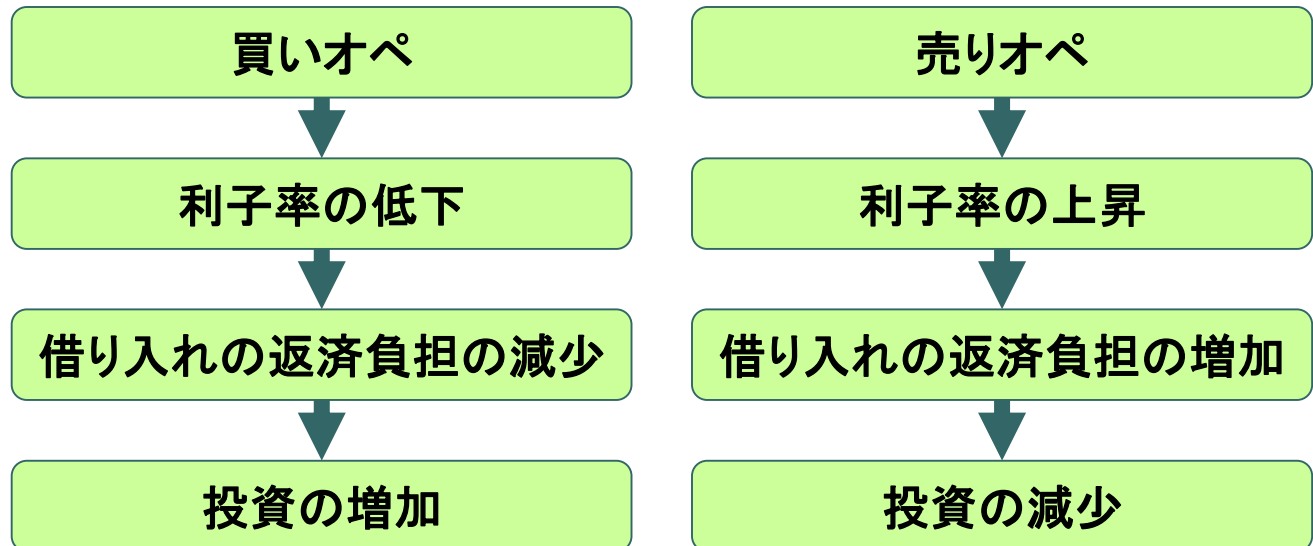 買いオペ
利子率の低下
借り入れの返済負担の減少
投資の増加
売りオペ
利子率の上昇
借り入れの返済負担の増加
投資の減少